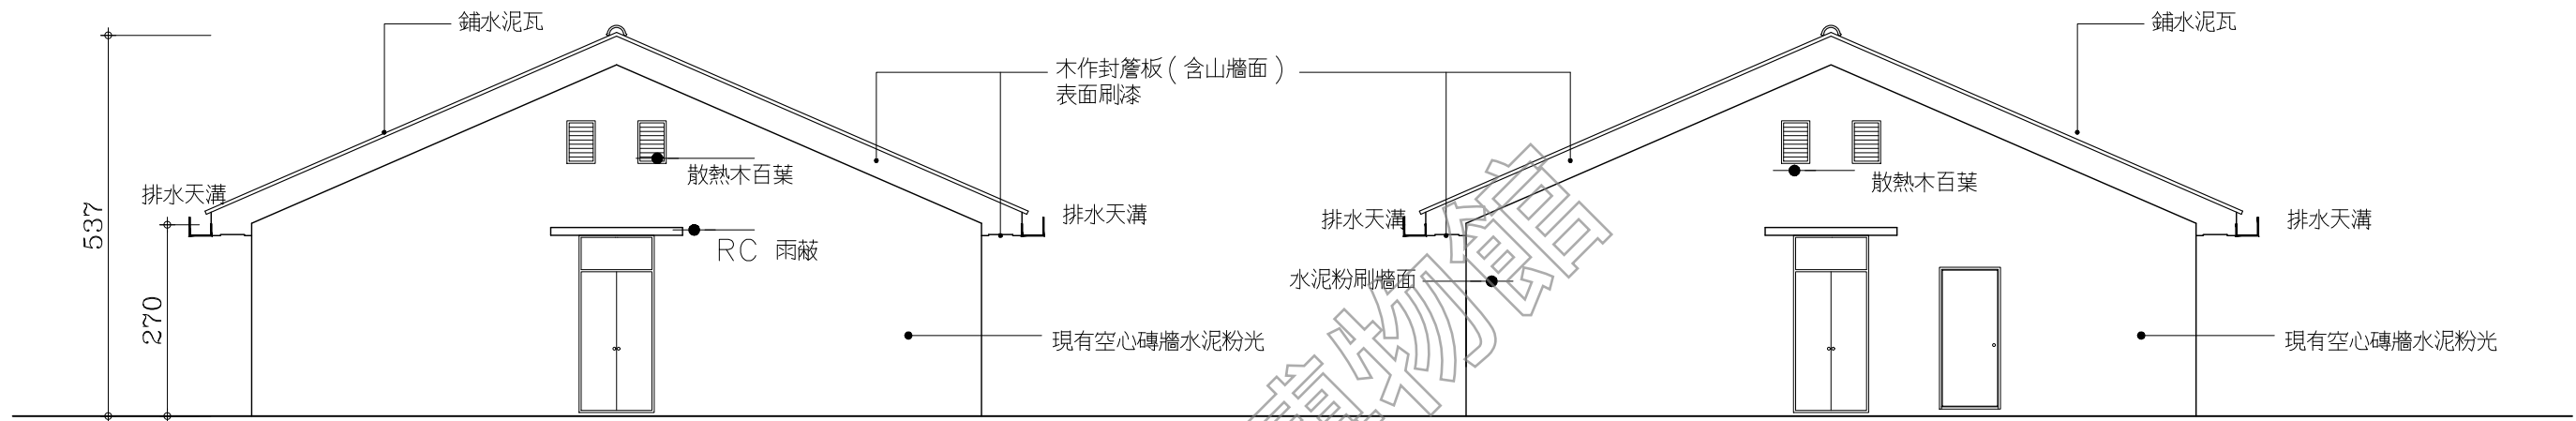 鋪水泥瓦
鋪水泥瓦
木作封簷板(含山牆面)
表面刷漆
散熱木百葉
散熱木百葉
排水天溝
排水天溝
排水天溝
排水天溝
537
RC 雨蔽
270
水泥粉刷牆面
現有空心磚牆水泥粉光
現有空心磚牆水泥粉光
物館